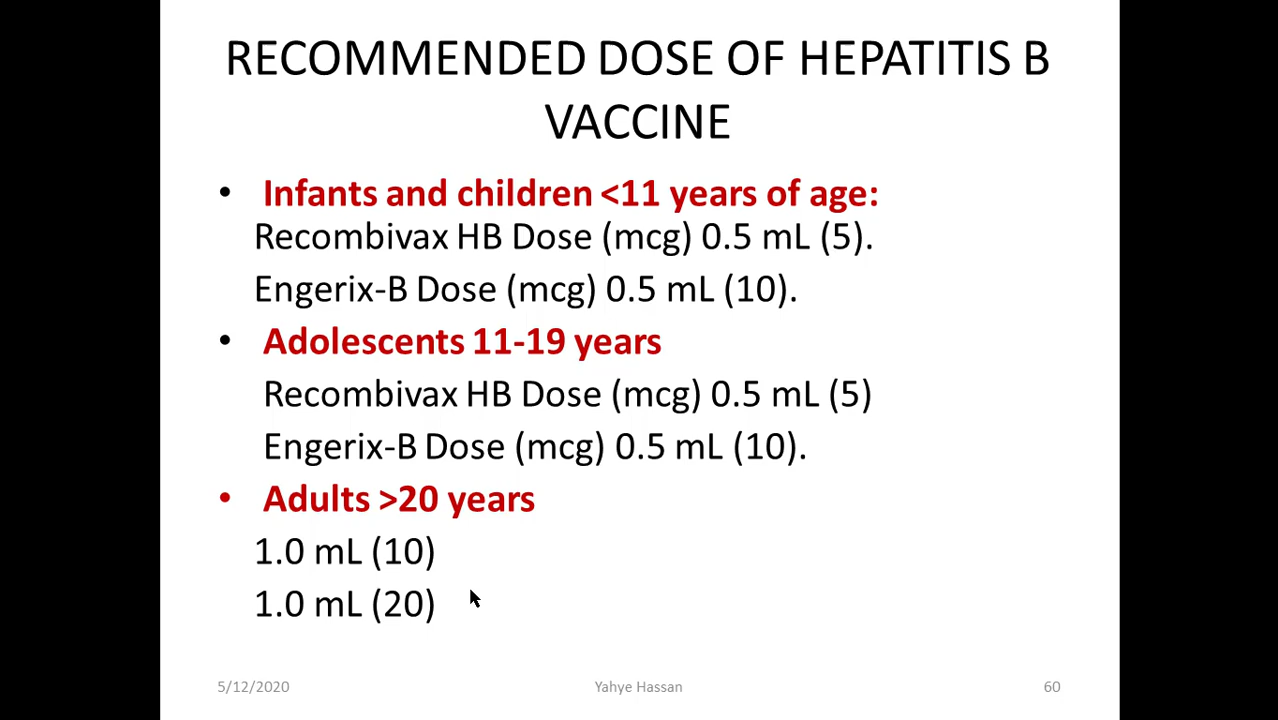 RECOMMENDED DOSE OF HEPATITIS B
VACCINE
• Infants and children <11 years of age:
Recombivax HB Dose (mcg) 0.5 mL (5).
Engerix-B Dose (mcg) 0.5 mL (10).
• Adolescents 11-19 years
Recombivax HB Dose (mcg) 0.5 mL (5)
Engerix-B Dose (mcg) 0.5 mL (10).
• Adults >20 years
1.0 mL (10)
1.0 mL (20)
5/12/2020 Yahye Hassan 60